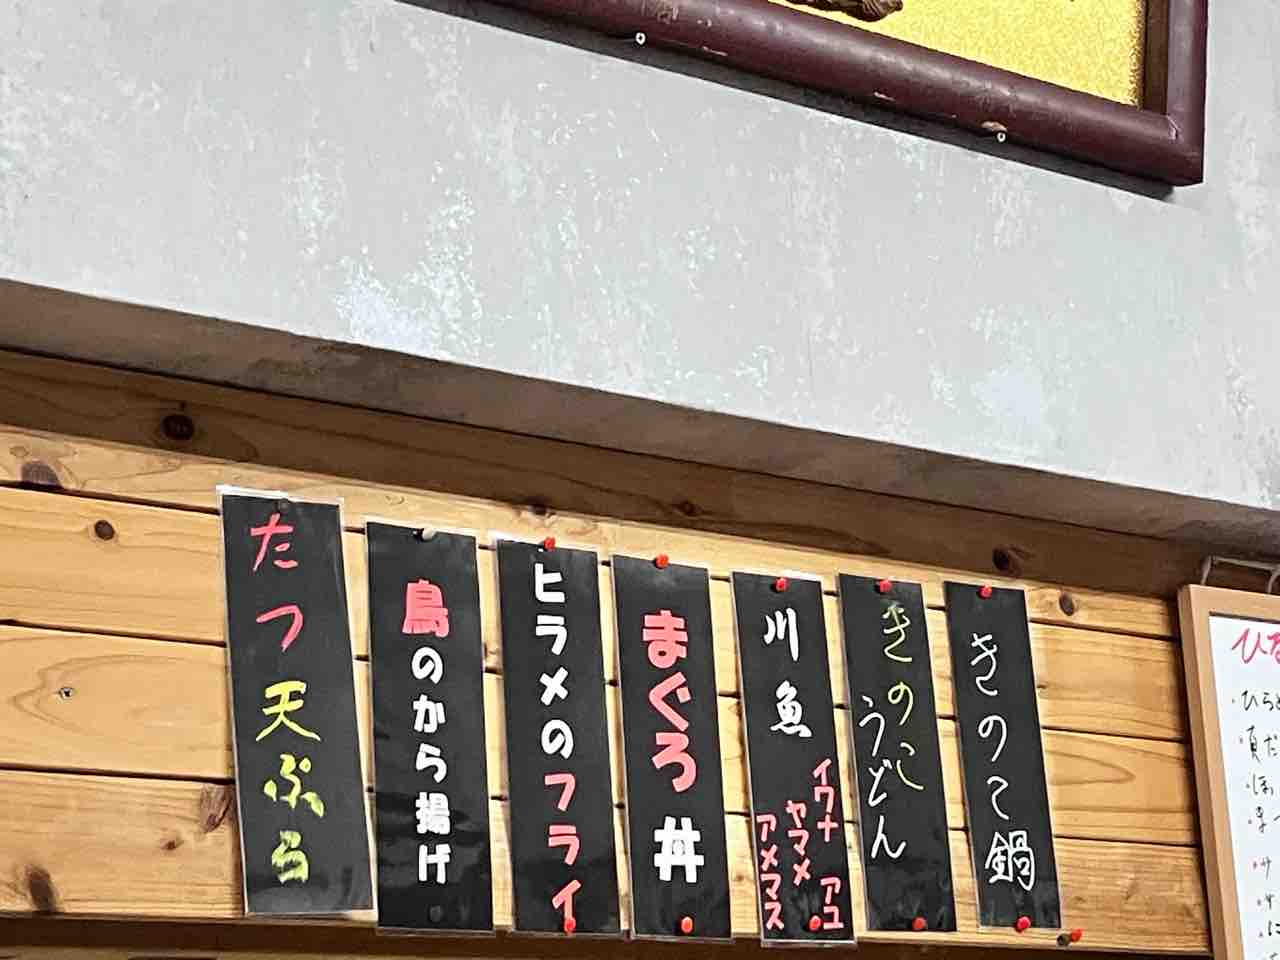 きのこ鍋
きのこ
うどん
川魚
イワナ アユ
ヤマメ
アメマス
まぐろ丼
ヒラメのフライ
鳥のから揚げ
たつ天ぷら